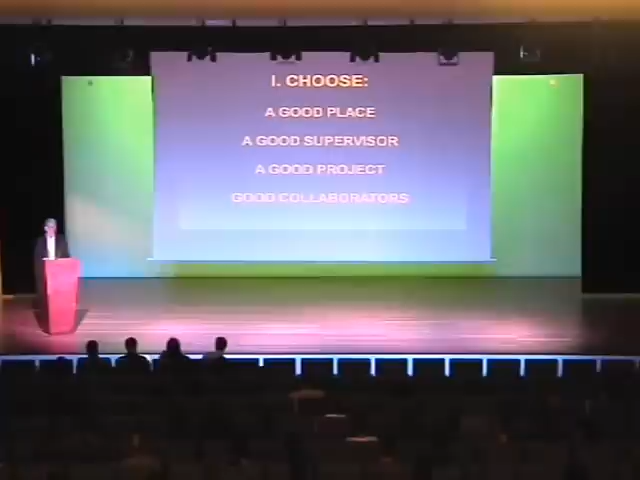 I. CHOOSE:
A GOOD PLACE
A GOOD SUPERVISOR
A GOOD PROJECT
GOOD COLLABORATORS